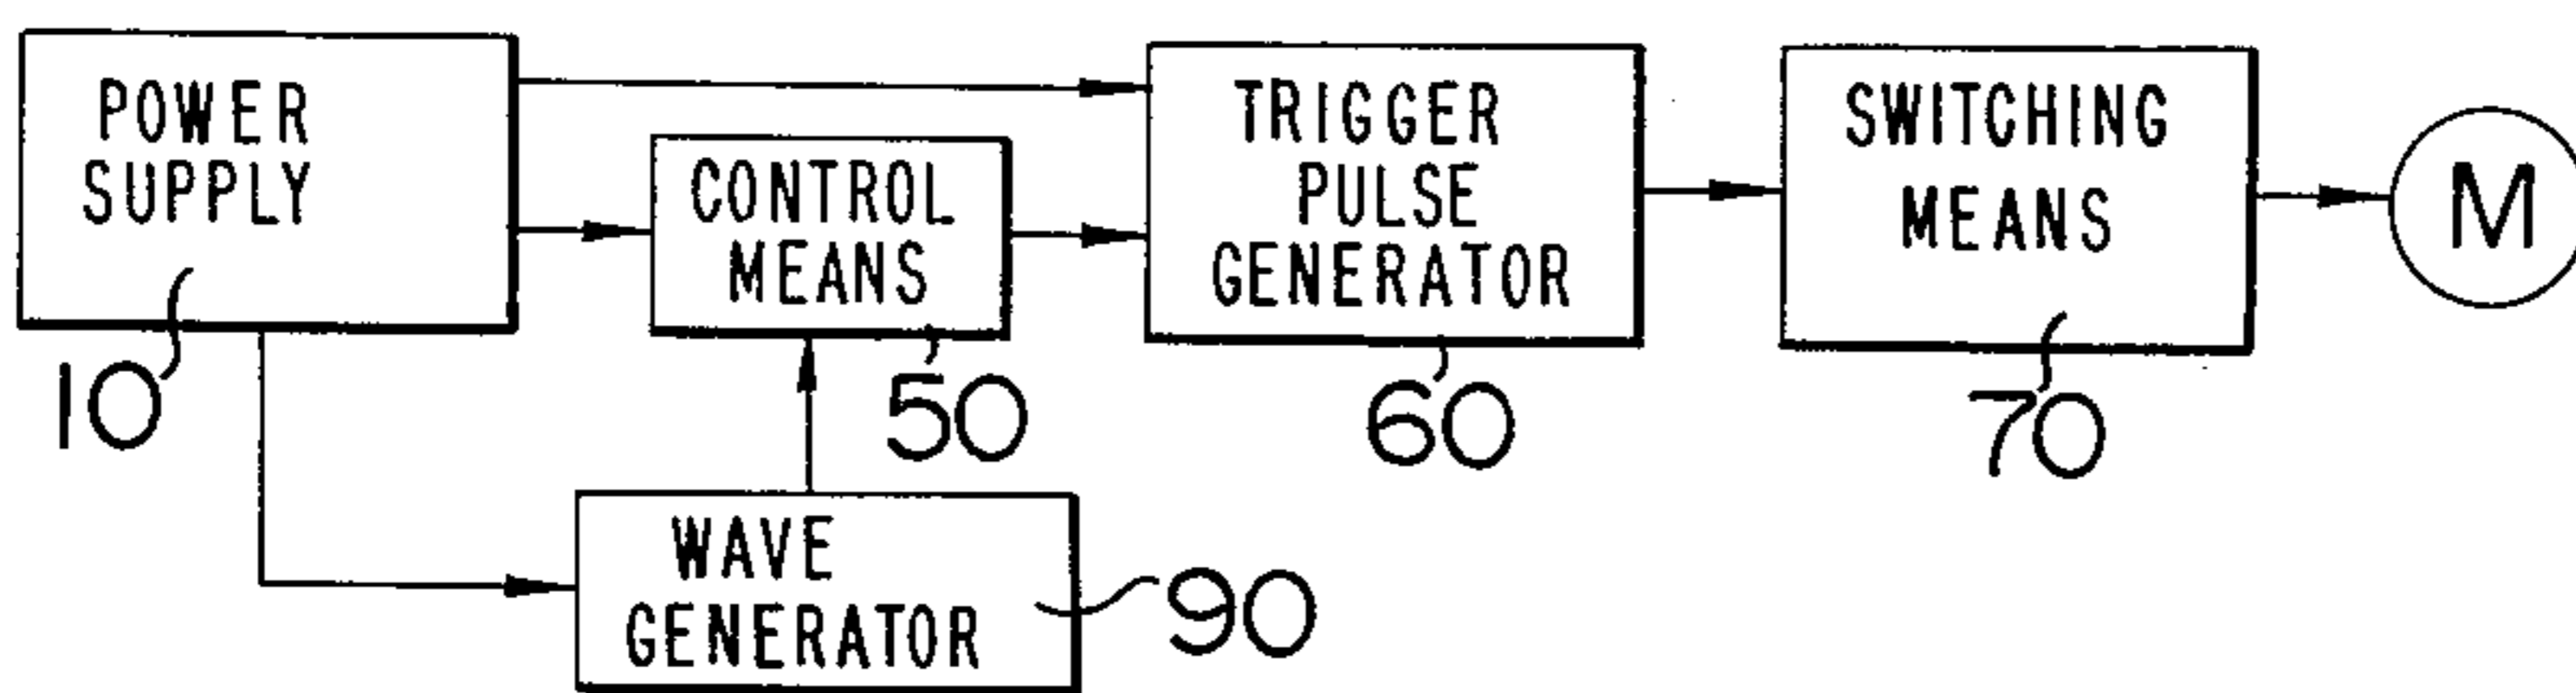 POWER
SUPPLY
10
CONTROL
MEANS
50
TRIGGER
PULSE
GENERATOR
60
SWITCHING
MEANS
70
M
WAVE
GENERATOR
90